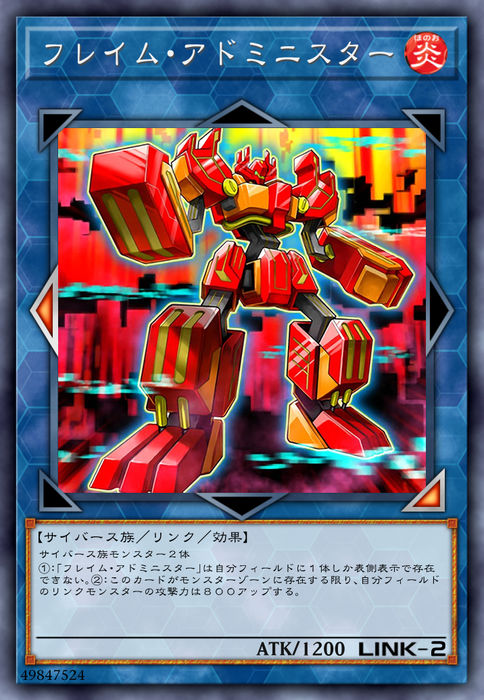 フレイム・アドミニスター
ほのお
炎
【サイバース族／リンク／効果】
サイバース族モンスター２体
①：「フレイム・アドミニスター」は自分フィールドに１体しか表側表示で存在
できない。②：このカードがモンスターゾーンに存在する限り、自分フィールド
のリンクモンスターの攻撃力は８００アップする。
ATK/1200 LINK-2
49847524